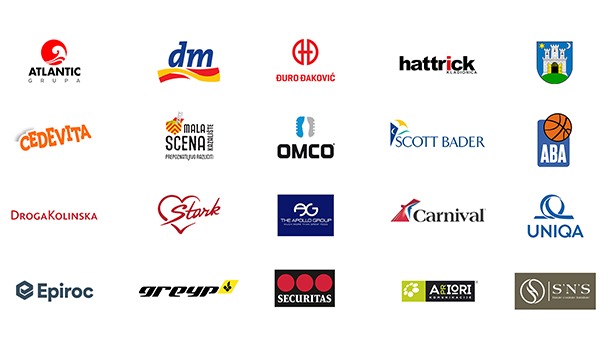 ATLANTIC
GRUPA
dm
ĐURO ĐAKOVIĆ
hattrick
KLADIONICA
CEDEVITA
MALA
SCENA
KAZALIŠTE
PREPOZNATLJIVO RAZLIČITI
OMCO
SCOTT BADER
ABA
DROGAKOLINSKA
Stark
AG
THE APOLLO GROUP
Carnival
UNIQA
Epiroc
greyp
SECURITAS
APRIORI
KOMUNIKACIJE
S'N'S